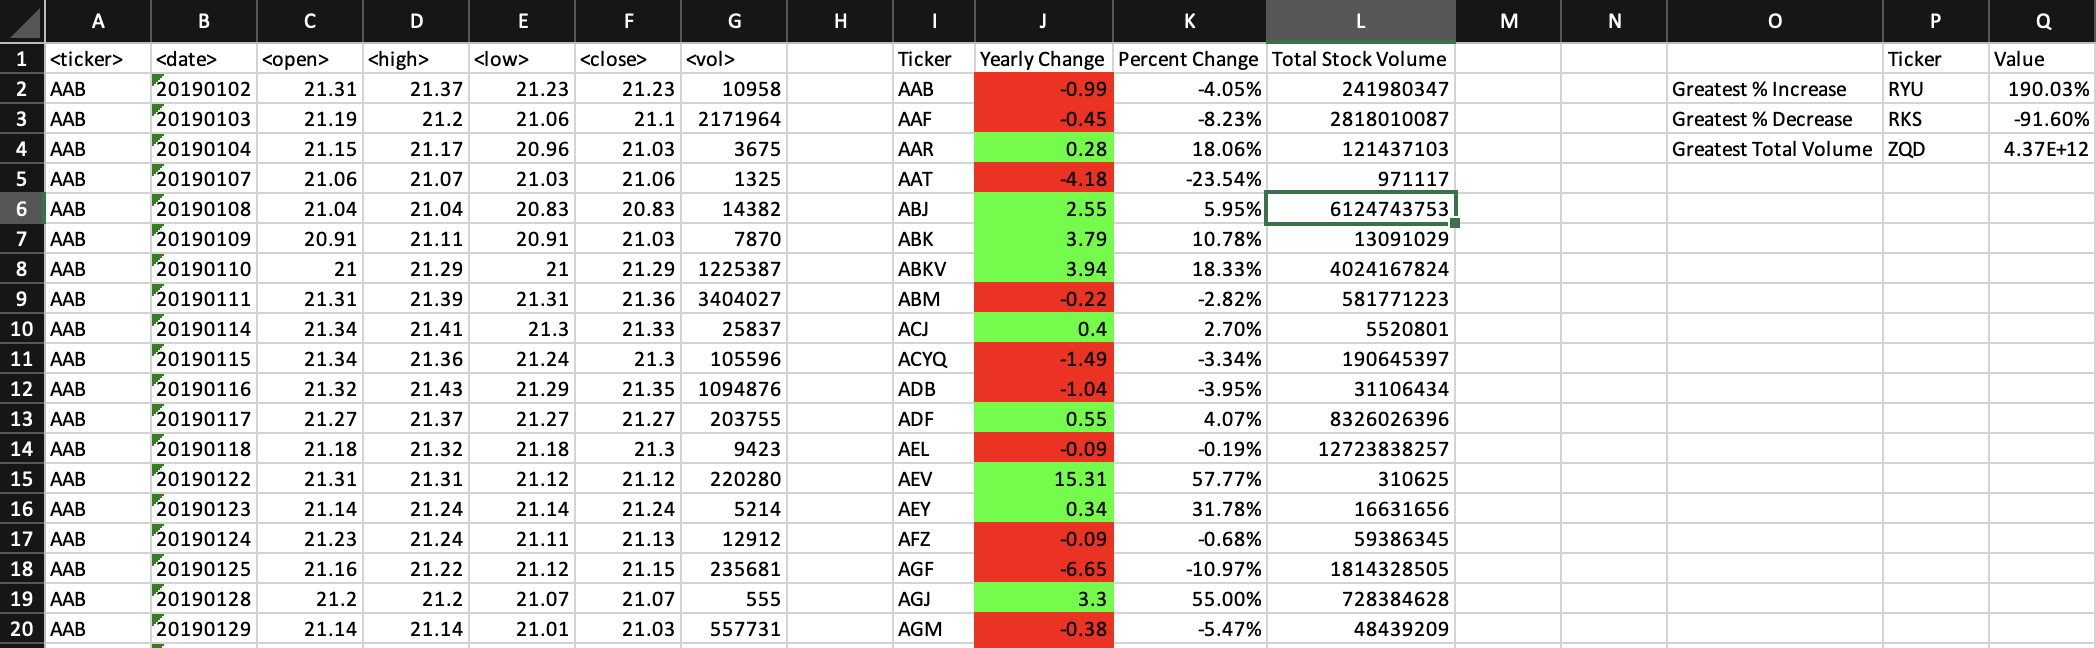 A B C D E F G H I J K L M N O P Q
1 <ticker> <date> <open> <high> <low> <close> <vol> Ticker Yearly Change Percent Change Total Stock Volume Ticker Value
2 AAB 20190102 21.31 21.37 21.23 21.23 10958 AAB -0.99 -4.05% 241980347 Greatest % Increase RYU 190.03%
3 AAB 20190103 21.19 21.2 21.06 21.1 2171964 AAF -0.45 -8.23% 2818010087 Greatest % Decrease RKS -91.60%
4 AAB 20190104 21.15 21.17 20.96 21.03 3675 AAR 0.28 18.06% 121437103 Greatest Total Volume ZQD 4.37E+12
5 AAB 20190107 21.06 21.07 21.03 21.06 1325 AAT -4.18 -23.54% 971117
6 AAB 20190108 21.04 21.04 20.83 20.83 14382 ABJ 2.55 5.95% 6124743753
7 AAB 20190109 20.91 21.11 20.91 21.03 7870 ABK 3.79 10.78% 13091029
8 AAB 20190110 21 21.29 21 21.29 1225387 ABKV 3.94 18.33% 4024167824
9 AAB 20190111 21.31 21.39 21.31 21.36 3404027 ABM -0.22 -2.82% 581771223
10 AAB 20190114 21.34 21.41 21.3 21.33 25837 ACJ 0.4 2.70% 5520801
11 AAB 20190115 21.34 21.36 21.24 21.3 105596 ACYQ -1.49 -3.34% 190645397
12 AAB 20190116 21.32 21.43 21.29 21.35 1094876 ADB -1.04 -3.95% 31106434
13 AAB 20190117 21.27 21.37 21.27 21.27 203755 ADF 0.55 4.07% 8326026396
14 AAB 20190118 21.18 21.32 21.18 21.3 9423 AEL -0.09 -0.19% 12723838257
15 AAB 20190122 21.31 21.31 21.12 21.12 220280 AEV 15.31 57.77% 310625
16 AAB 20190123 21.14 21.24 21.14 21.24 5214 AEY 0.34 31.78% 16631656
17 AAB 20190124 21.23 21.24 21.11 21.13 12912 AFZ -0.09 -0.68% 59386345
18 AAB 20190125 21.16 21.22 21.12 21.15 235681 AGF -6.65 -10.97% 1814328505
19 AAB 20190128 21.2 21.2 21.07 21.07 555 AGJ 3.3 55.00% 728384628
20 AAB 20190129 21.14 21.14 21.01 21.03 557731 AGM -0.38 -5.47% 48439209